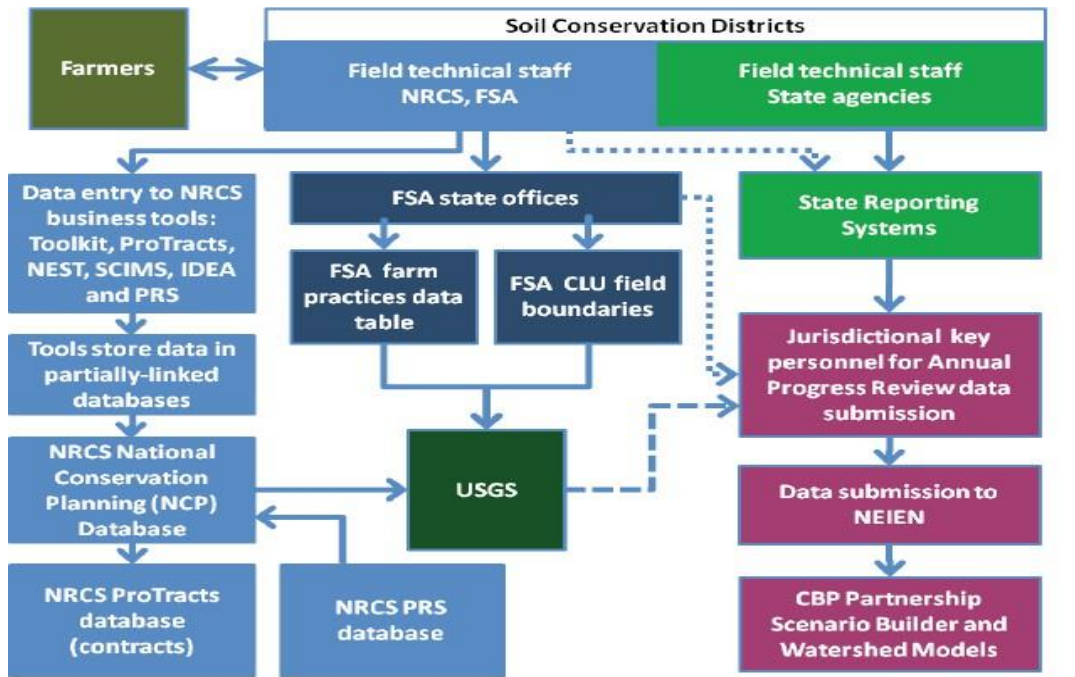 Soil Conservation Districts
Farmers
Field technical staff
NRCS, FSA
Field technical staff
State agencies
Data entry to NRCS
business tools:
Toolkit, ProTracts,
NEST, SCIMS, IDEA
and PRS
FSA state offices
State Reporting
Systems
FSA farm
practices data
table
FSA CLU field
boundaries
Tools store data in
partially-linked
databases
Jurisdictional key
personnel for Annual
Progress Review data
submission
NRCS National
Conservation
Planning (NCP)
Database
USGS
Data submission to
NEIEN
NRCS ProTracts
database
(contracts)
NRCS PRS
database
CBP Partnership
Scenario Builder and
Watershed Models